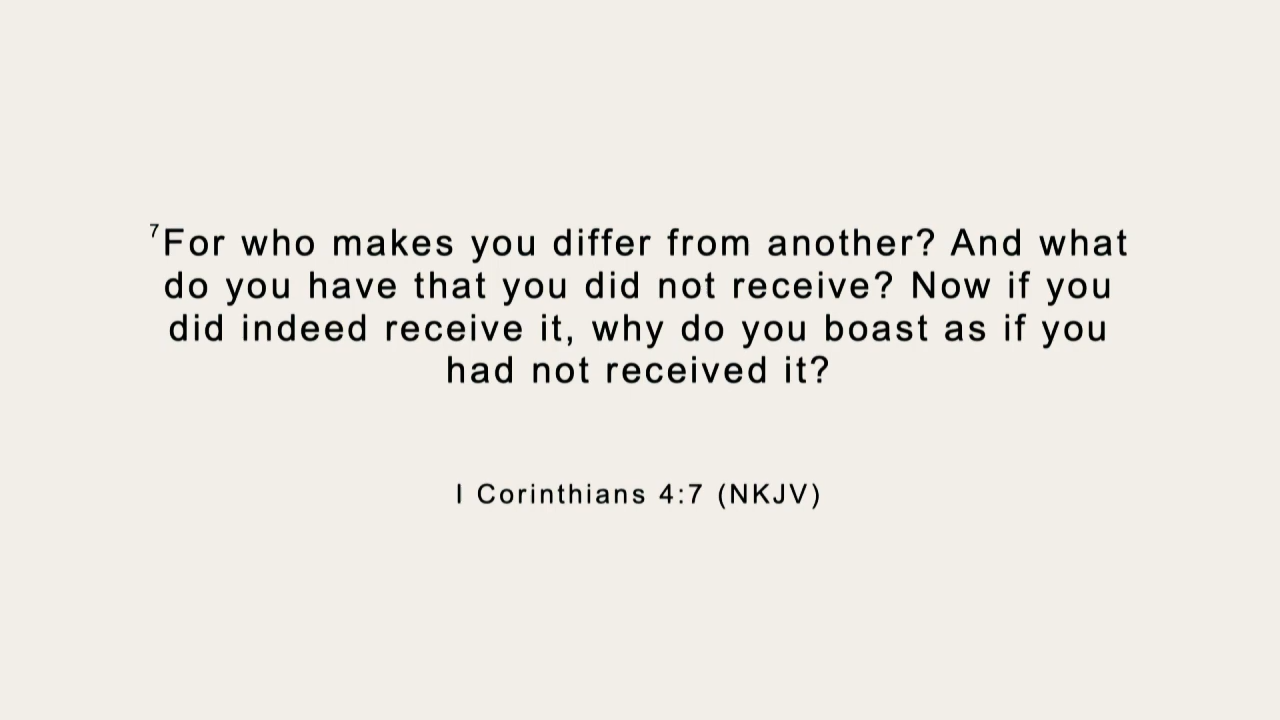 ⁷For who makes you differ from another? And what
do you have that you did not receive? Now if you
did indeed receive it, why do you boast as if you
had not received it?
I Corinthians 4:7 (NKJV)